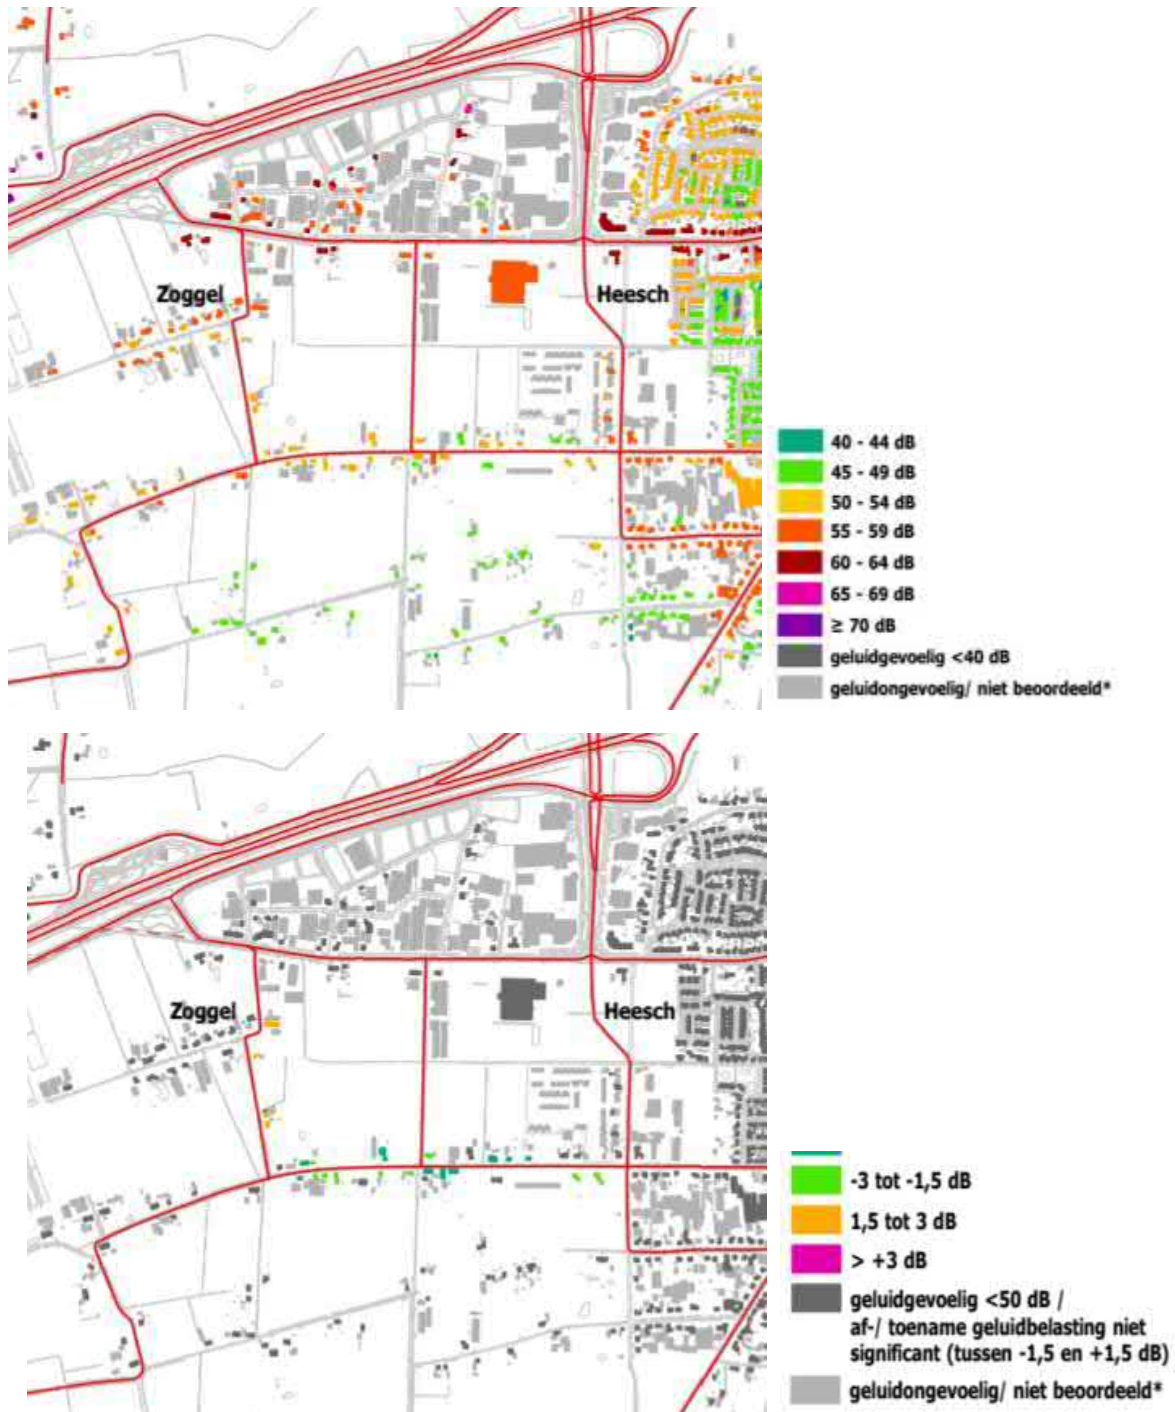 Zoggel
Heesch
40 - 44 dB
45 - 49 dB
50 - 54 dB
55 - 59 dB
60 - 64 dB
65 - 69 dB
≥ 70 dB
geluidgevoelig <40 dB
geluidongevoelig/ niet beoordeeld*
Zoggel
Heesch
-3 tot -1,5 dB
1,5 tot 3 dB
> +3 dB
geluidgevoelig <50 dB /
af-/ toename geluidbelasting niet
significant (tussen -1,5 en +1,5 dB)
geluidongevoelig/ niet beoordeeld*